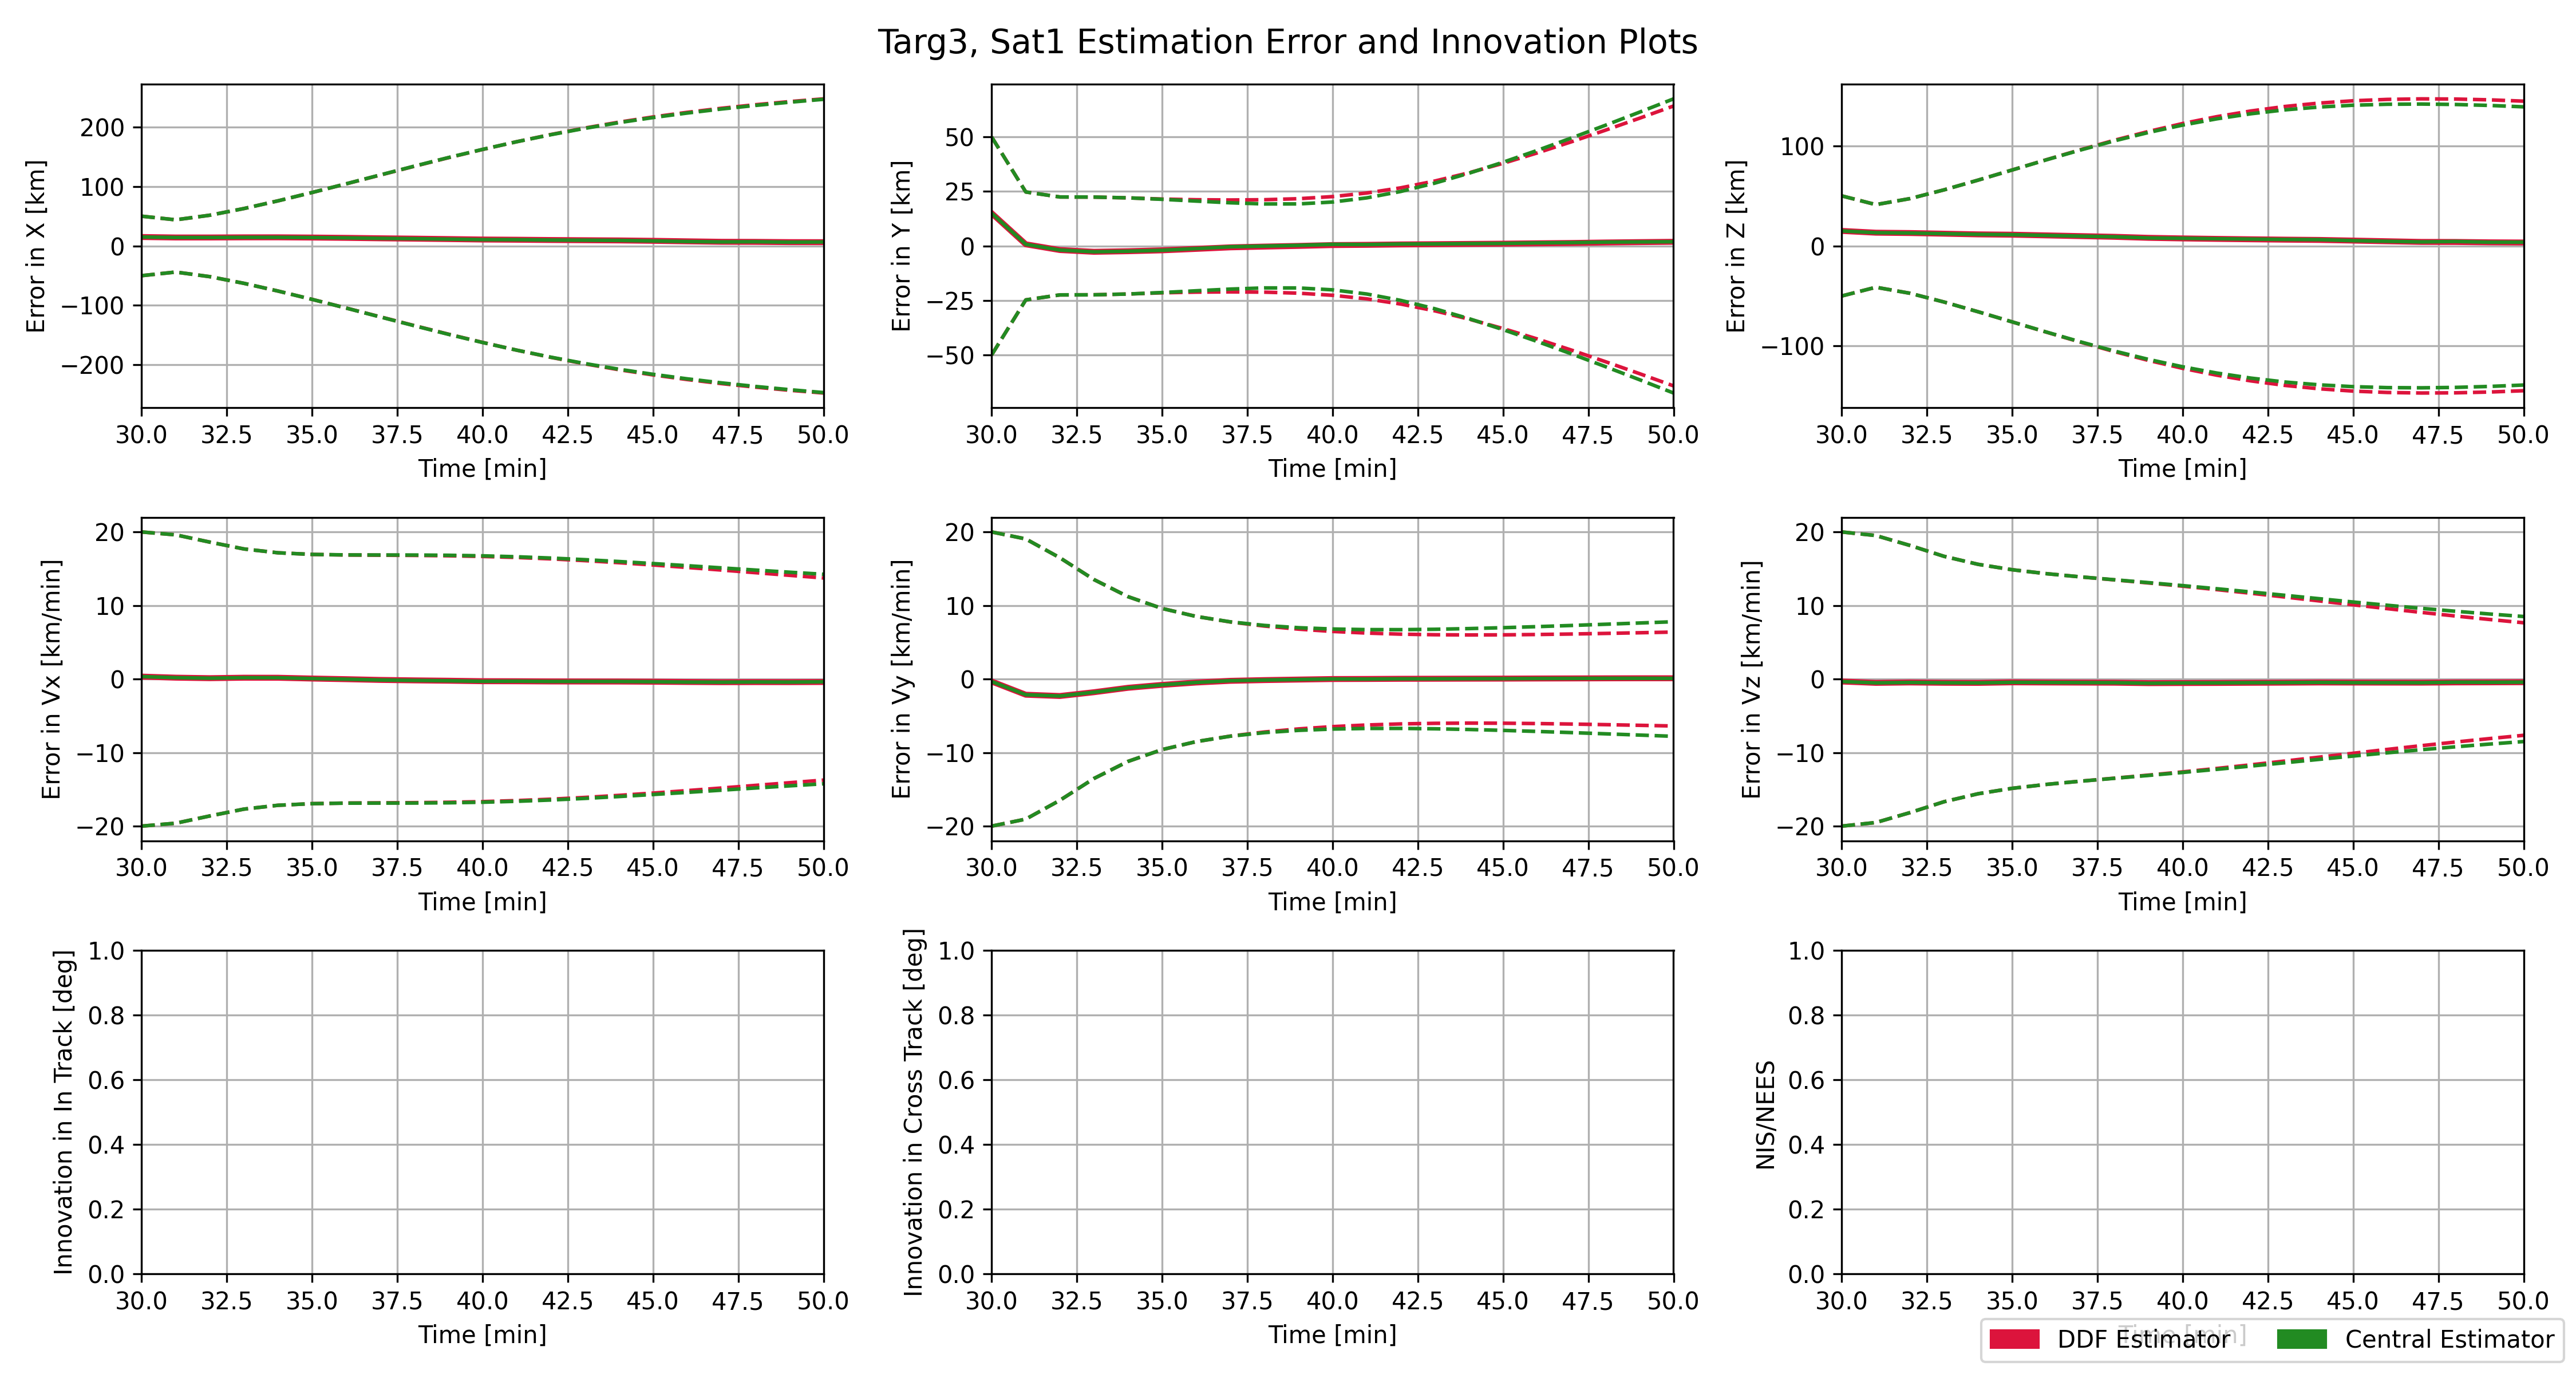 Targ3, Sat1 Estimation Error and Innovation Plots
Error in X [km]
200
100
0
−100
−200
30.0 32.5 35.0 37.5 40.0 42.5 45.0 47.5 50.0
Time [min]
Error in Y [km]
50
25
0
−25
−50
30.0 32.5 35.0 37.5 40.0 42.5 45.0 47.5 50.0
Time [min]
Error in Z [km]
100
0
−100
30.0 32.5 35.0 37.5 40.0 42.5 45.0 47.5 50.0
Time [min]
Error in Vx [km/min]
20
10
0
−10
−20
30.0 32.5 35.0 37.5 40.0 42.5 45.0 47.5 50.0
Time [min]
Error in Vy [km/min]
20
10
0
−10
−20
30.0 32.5 35.0 37.5 40.0 42.5 45.0 47.5 50.0
Time [min]
Error in Vz [km/min]
20
10
0
−10
−20
30.0 32.5 35.0 37.5 40.0 42.5 45.0 47.5 50.0
Time [min]
Innovation in In Track [deg]
1.0
0.8
0.6
0.4
0.2
0.0
30.0 32.5 35.0 37.5 40.0 42.5 45.0 47.5 50.0
Time [min]
Innovation in Cross Track [deg]
1.0
0.8
0.6
0.4
0.2
0.0
30.0 32.5 35.0 37.5 40.0 42.5 45.0 47.5 50.0
Time [min]
NIS/NEES
1.0
0.8
0.6
0.4
0.2
0.0
30.0 32.5 35.0 37.5 40.0 42.5 45.0 47.5 50.0
Time [min]
DDF Estimator Central Estimator